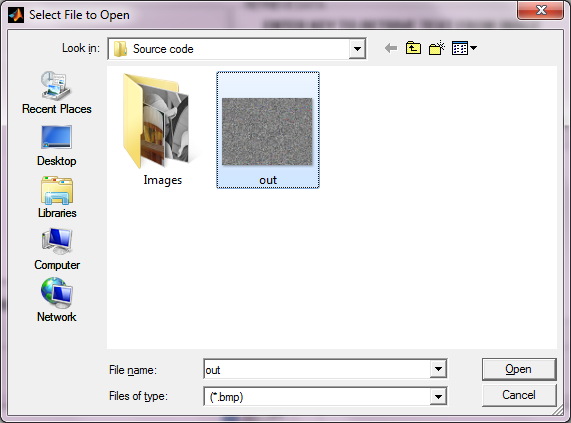 Select File to Open
Look in:
Source code
Recent Places
Desktop
Libraries
Computer
Network
Images
out
File name:
out
Open
Files of type:
(*.bmp)
Cancel